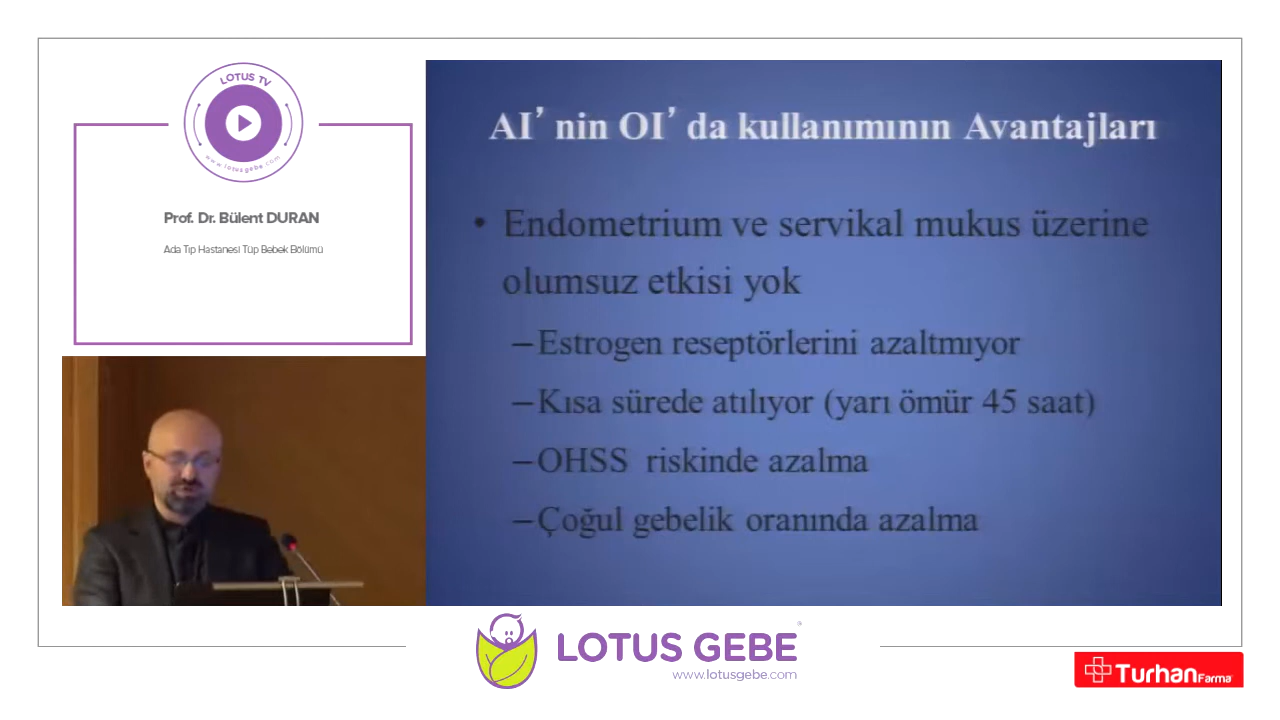 LOTUS TV
www.lotusgebe.com
Prof. Dr. Bülent DURAN
Ada Tıp Hastanesi Tüp Bebek Bölümü
AI’ nin OI’ da kullanımının Avantajları
• Endometrium ve servikal mukus üzerine
olumsuz etkisi yok
–Estrogen reseptörlerini azaltmıyor
–Kısa sürede atılıyor (yarı ömür 45 saat)
–OHSS riskinde azalma
–Çoğul gebelik oranında azalma
LOTUS GEBE®
www.lotusgebe.com
Turhan Farma